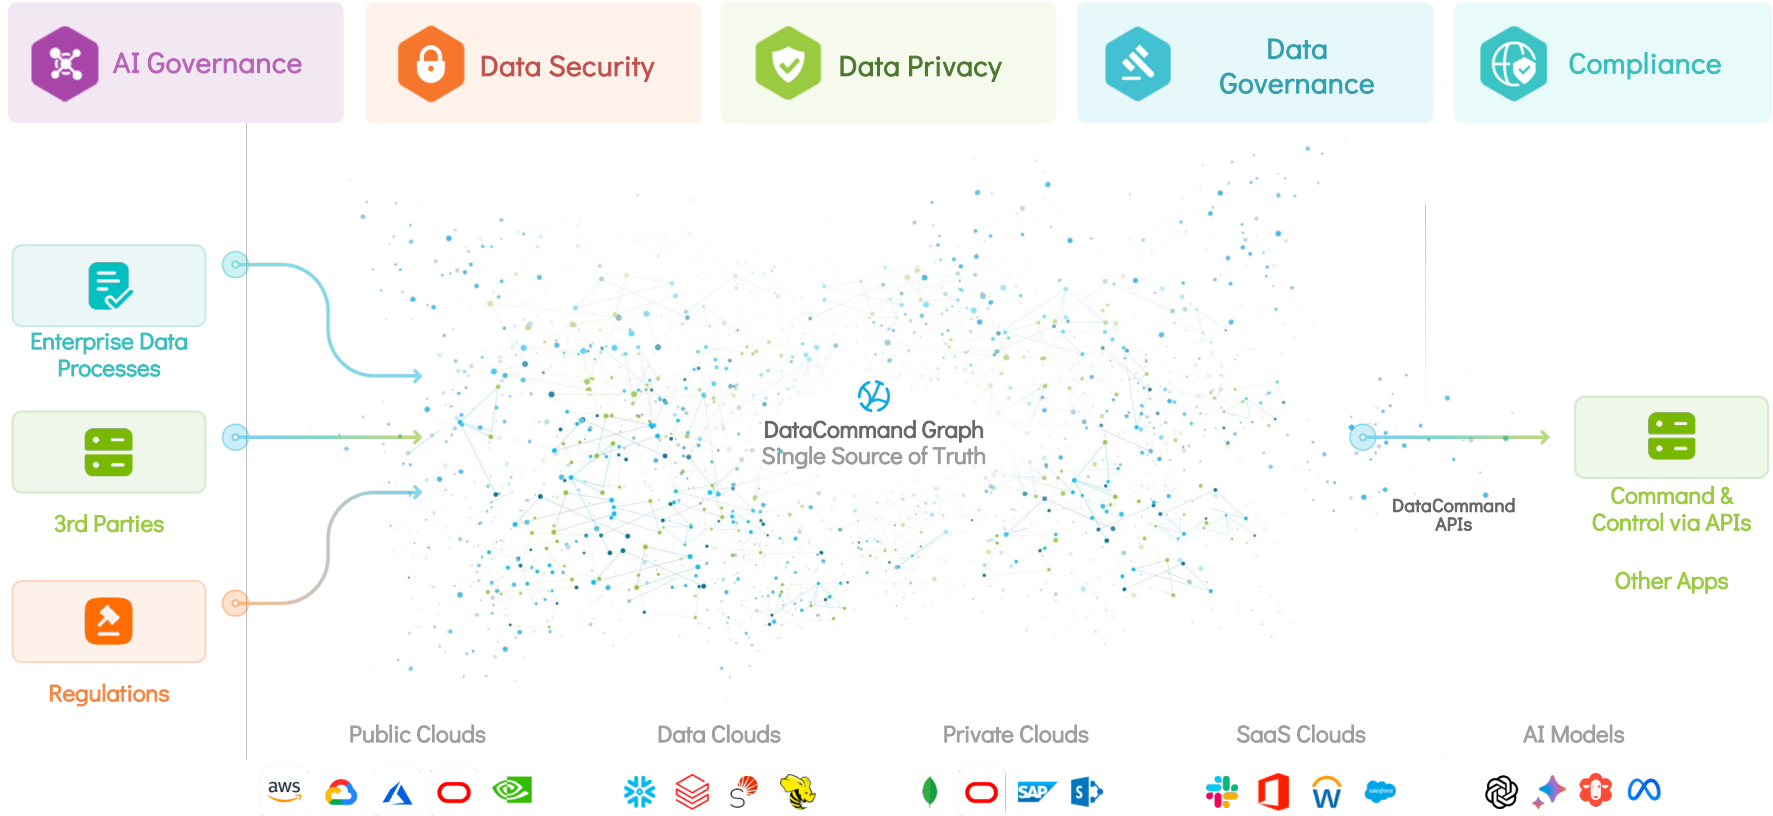 AI Governance
Data Security
Data Privacy
Data
Governance
Compliance
Enterprise Data
Processes
3rd Parties
Regulations
DataCommand Graph
Single Source of Truth
DataCommand
APIs
Command &
Control via APIs
Other Apps
Public Clouds
Data Clouds
Private Clouds
SaaS Clouds
AI Models
aws
S
SAP
S
W
salesforce